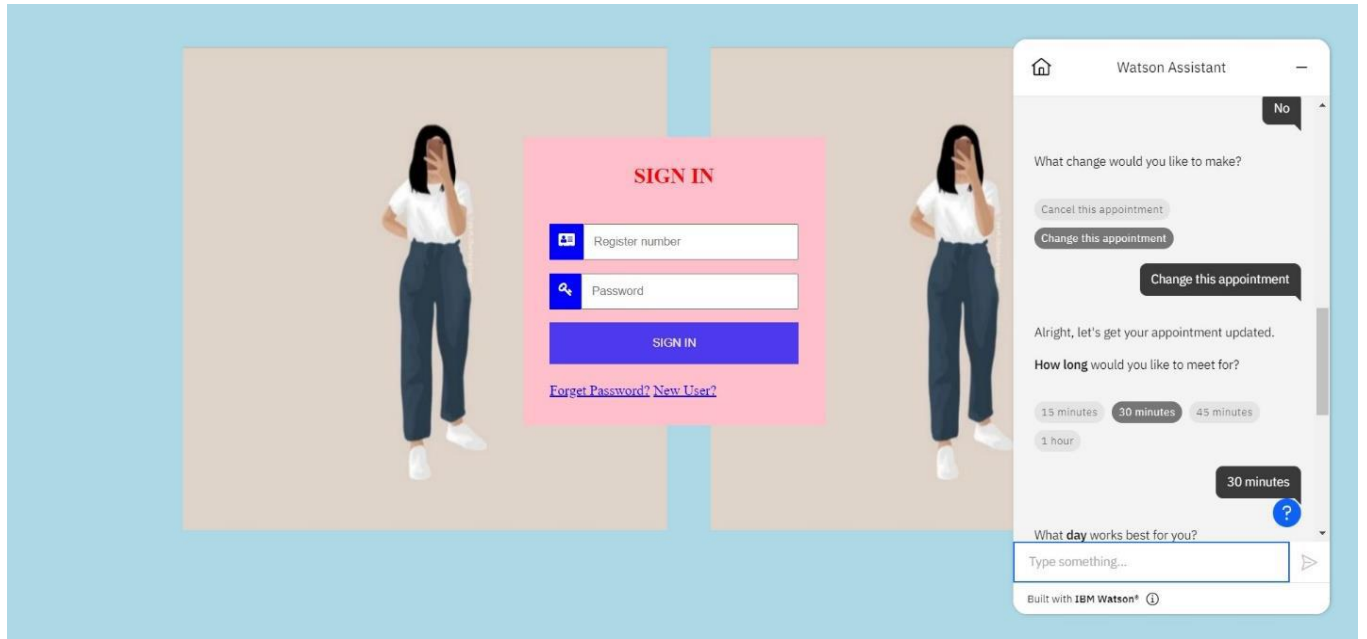 SIGN IN
Register number
Password
SIGN IN
Forget Password? New User?
Watson Assistant
No
What change would you like to make?
Cancel this appointment
Change this appointment
Change this appointment
Alright, let's get your appointment updated.
How long would you like to meet for?
15 minutes 30 minutes 45 minutes
1 hour
30 minutes
?
What day works best for you?
Type something...
Built with IBM Watson®